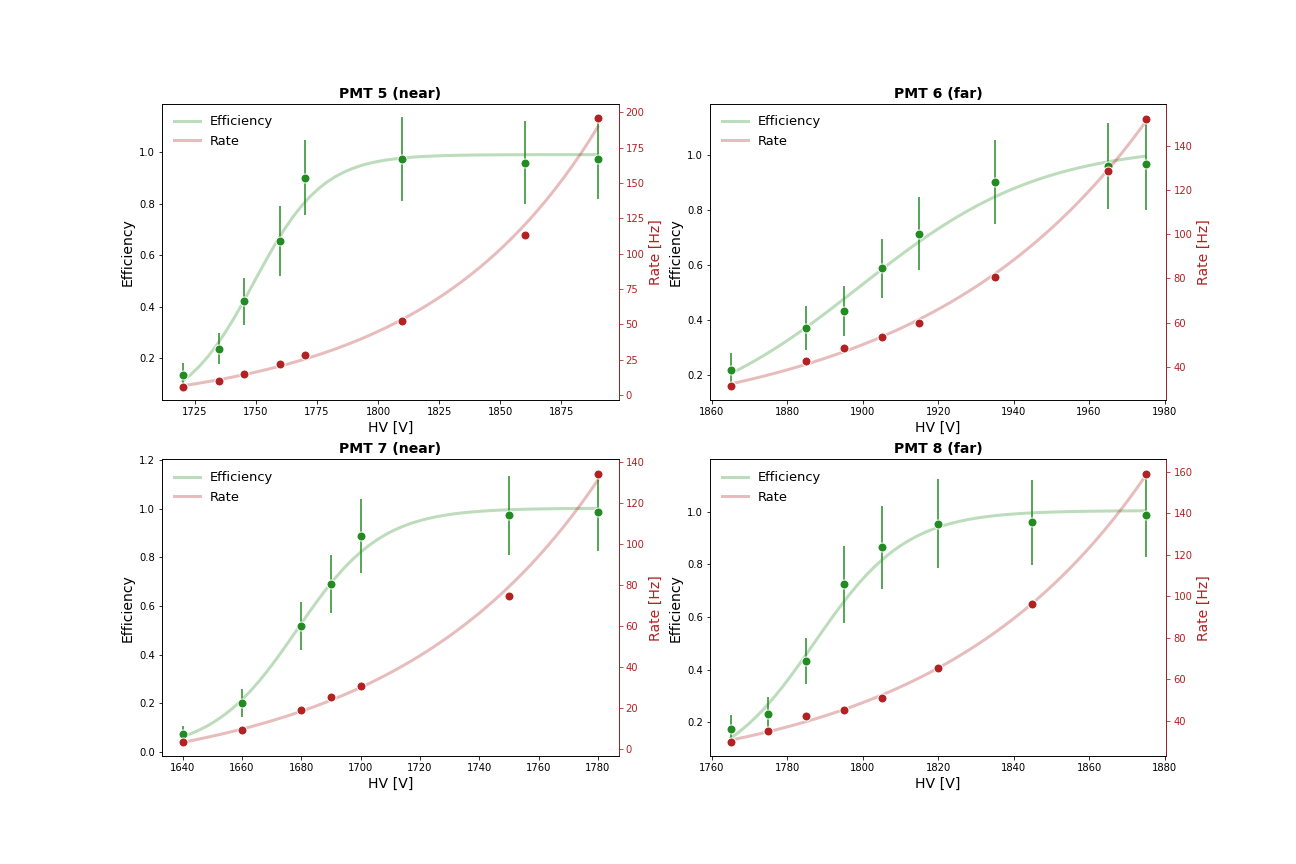 PMT 5 (near)
Efficiency
Rate
Efficiency
1.0
0.8
0.6
0.4
0.2
200
175
150
125
100
75
50
25
0
Rate [Hz]
1725 1750 1775 1800 1825 1850 1875
HV [V]
PMT 6 (far)
Efficiency
Rate
Efficiency
1.0
0.8
0.6
0.4
0.2
140
120
100
80
60
40
Rate [Hz]
1860 1880 1900 1920 1940 1960 1980
HV [V]
PMT 7 (near)
Efficiency
Rate
Efficiency
1.2
1.0
0.8
0.6
0.4
0.2
0.0
140
120
100
80
60
40
20
0
Rate [Hz]
1640 1660 1680 1700 1720 1740 1760 1780
HV [V]
PMT 8 (far)
Efficiency
Rate
Efficiency
1.0
0.8
0.6
0.4
0.2
160
140
120
100
80
60
40
Rate [Hz]
1760 1780 1800 1820 1840 1860 1880
HV [V]